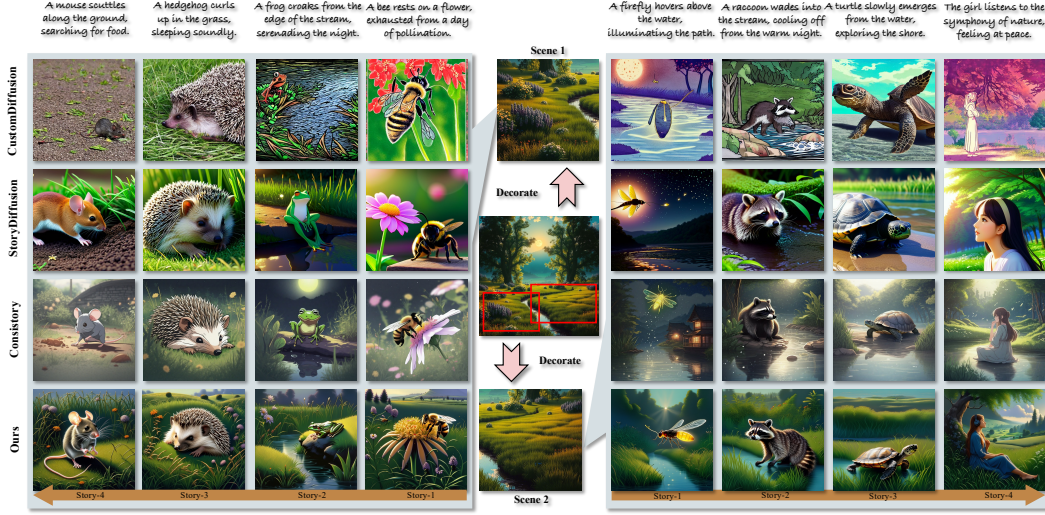 A mouse scuttles
along the ground,
searching for food.
A hedgehog curls
up in the grass,
sleeping soundly.
A frog croaks from the
edge of the stream,
serenading the night.
A bee rests on a flower,
exhausted from a day
of pollination.
A firefly hovers above
the water,
illuminating the path.
A raccoon wades into
the stream, cooling off
from the warm night.
A turtle slowly emerges
from the water,
exploring the shore.
The girl listens to the
symphony of nature,
feeling at peace.
Scene 1
CustomDiffusion
Decorate
StoryDiffusion
Decorate
Consistory
Ours
Story-4
Story-3
Story-2
Story-1
Scene 2
Story-1
Story-2
Story-3
Story-4